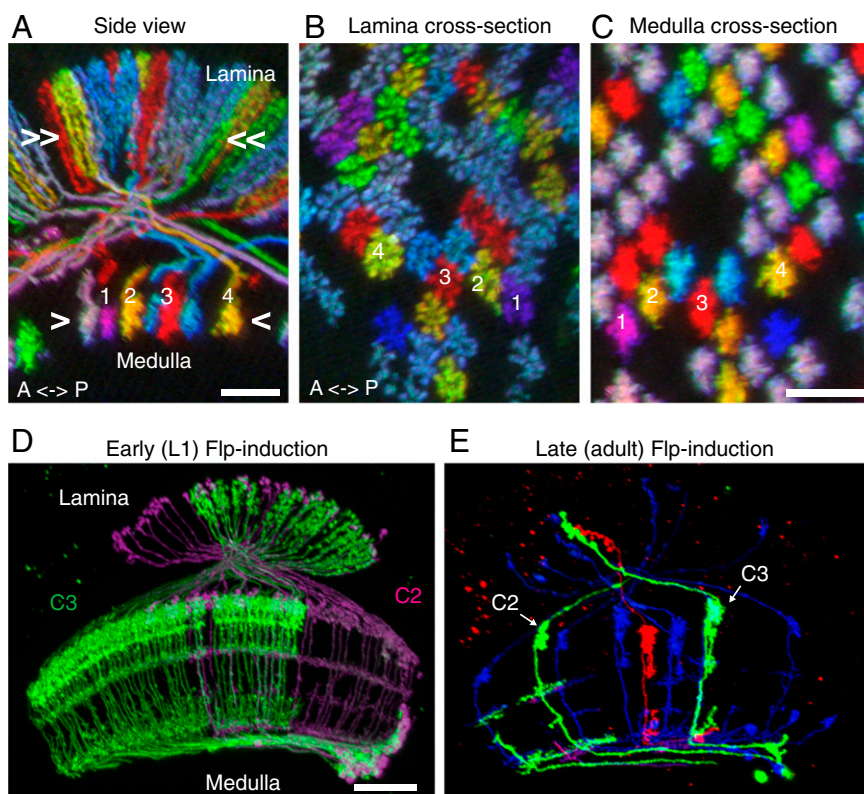 A
Side view
Lamina
>> <<
1 2 3 4
> <
Medulla
A <-> P
B
Lamina cross-section
4
3 2
1
A <-> P
C
Medulla cross-section
4
2 3
1
D
Early (L1) Flp-induction
Lamina
C3 C2
Medulla
E
Late (adult) Flp-induction
C3
C2